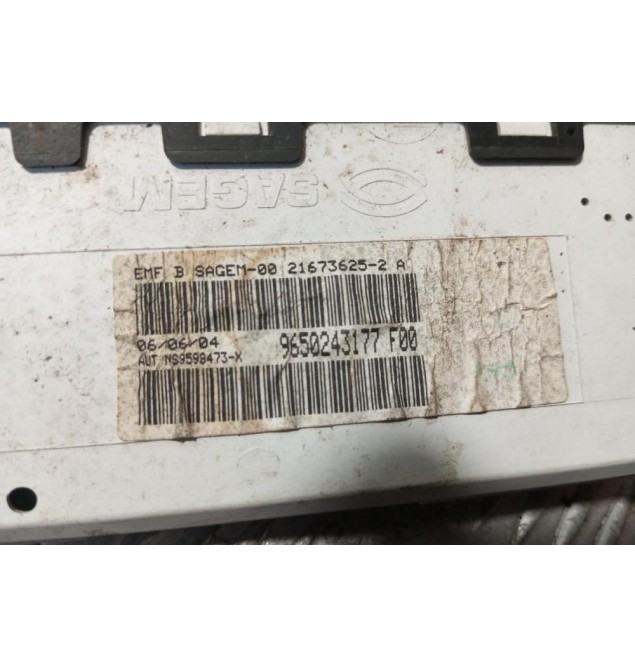 SAGEM
EMF B SAGEM-00 21673625-2 A
06/06/04
9650243177 F00
AUT NS9598473-X